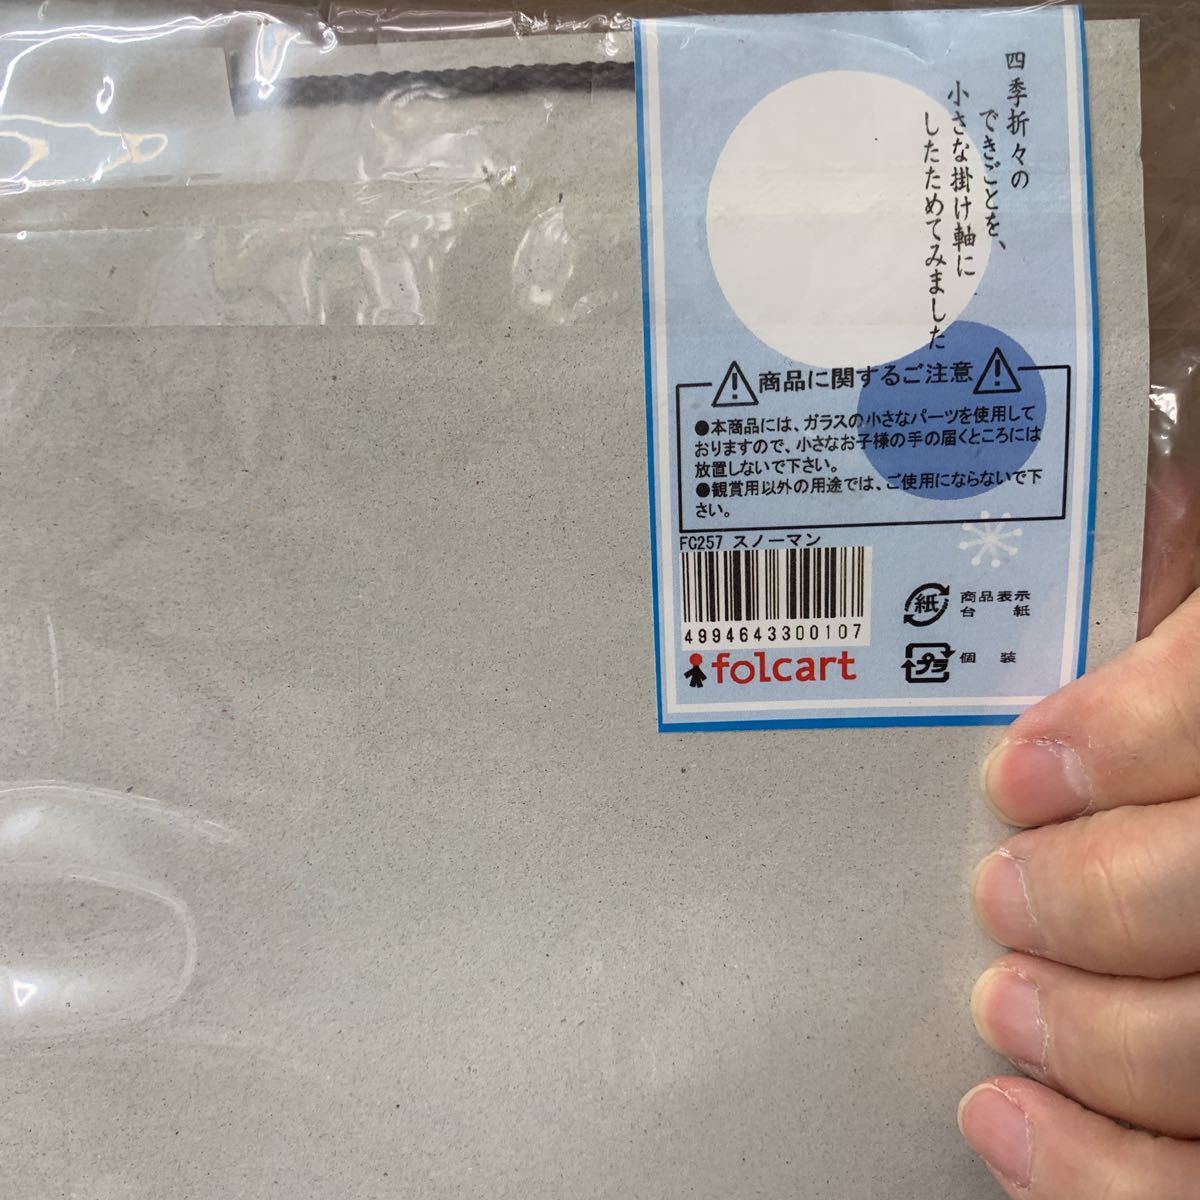 四季折々の
できごとを、
小さな掛け軸に
したためてみました
商品に関するご注意
●本商品には、ガラスの小さなパーツを使用して
おりますので、小さなお子様の手の届くところには
放置しないで下さい。
●観賞用以外の用途では、ご使用にならないで下
さい。
FC257 スノーマン
4994643300107
folcart
紙 商品表示
台 紙
プラ 個 装